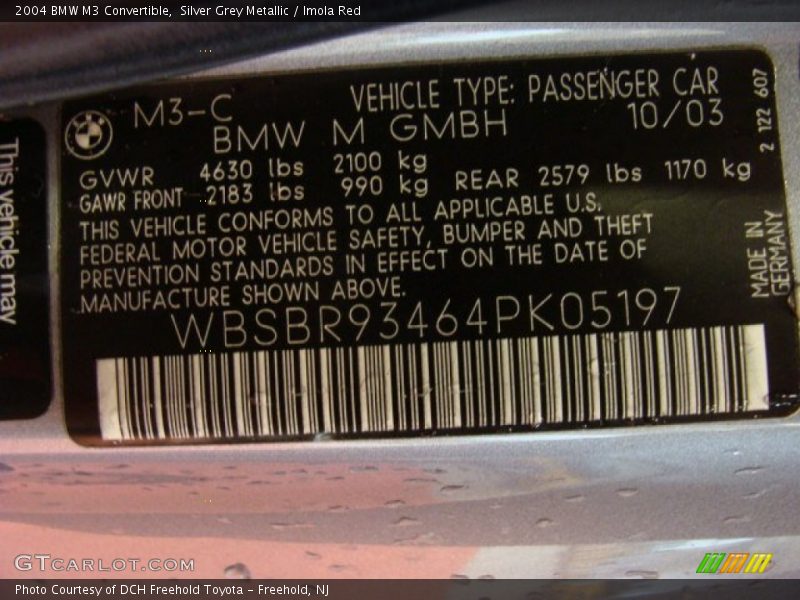 2004 BMW M3 Convertible,  Silver Grey Metallic / Imola Red
This vehicle may
M3-C
VEHICLE TYPE: PASSENGER CAR
BMW M GMBH
10/03
2 122 607
GVWR 4630 lbs 2100 kg
GAWR FRONT 2183 lbs 990 kg REAR 2579 lbs 1170 kg
THIS VEHICLE CONFORMS TO ALL APPLICABLE U.S.
FEDERAL MOTOR VEHICLE SAFETY, BUMPER AND THEFT
PREVENTION STANDARDS IN EFFECT ON THE DATE OF
MANUFACTURE SHOWN ABOVE.
MADE IN
GERMANY
WBSBR93464PK05197
GTCARLOT.COM
Photo Courtesy of DCH Freehold Toyota - Freehold, NJ